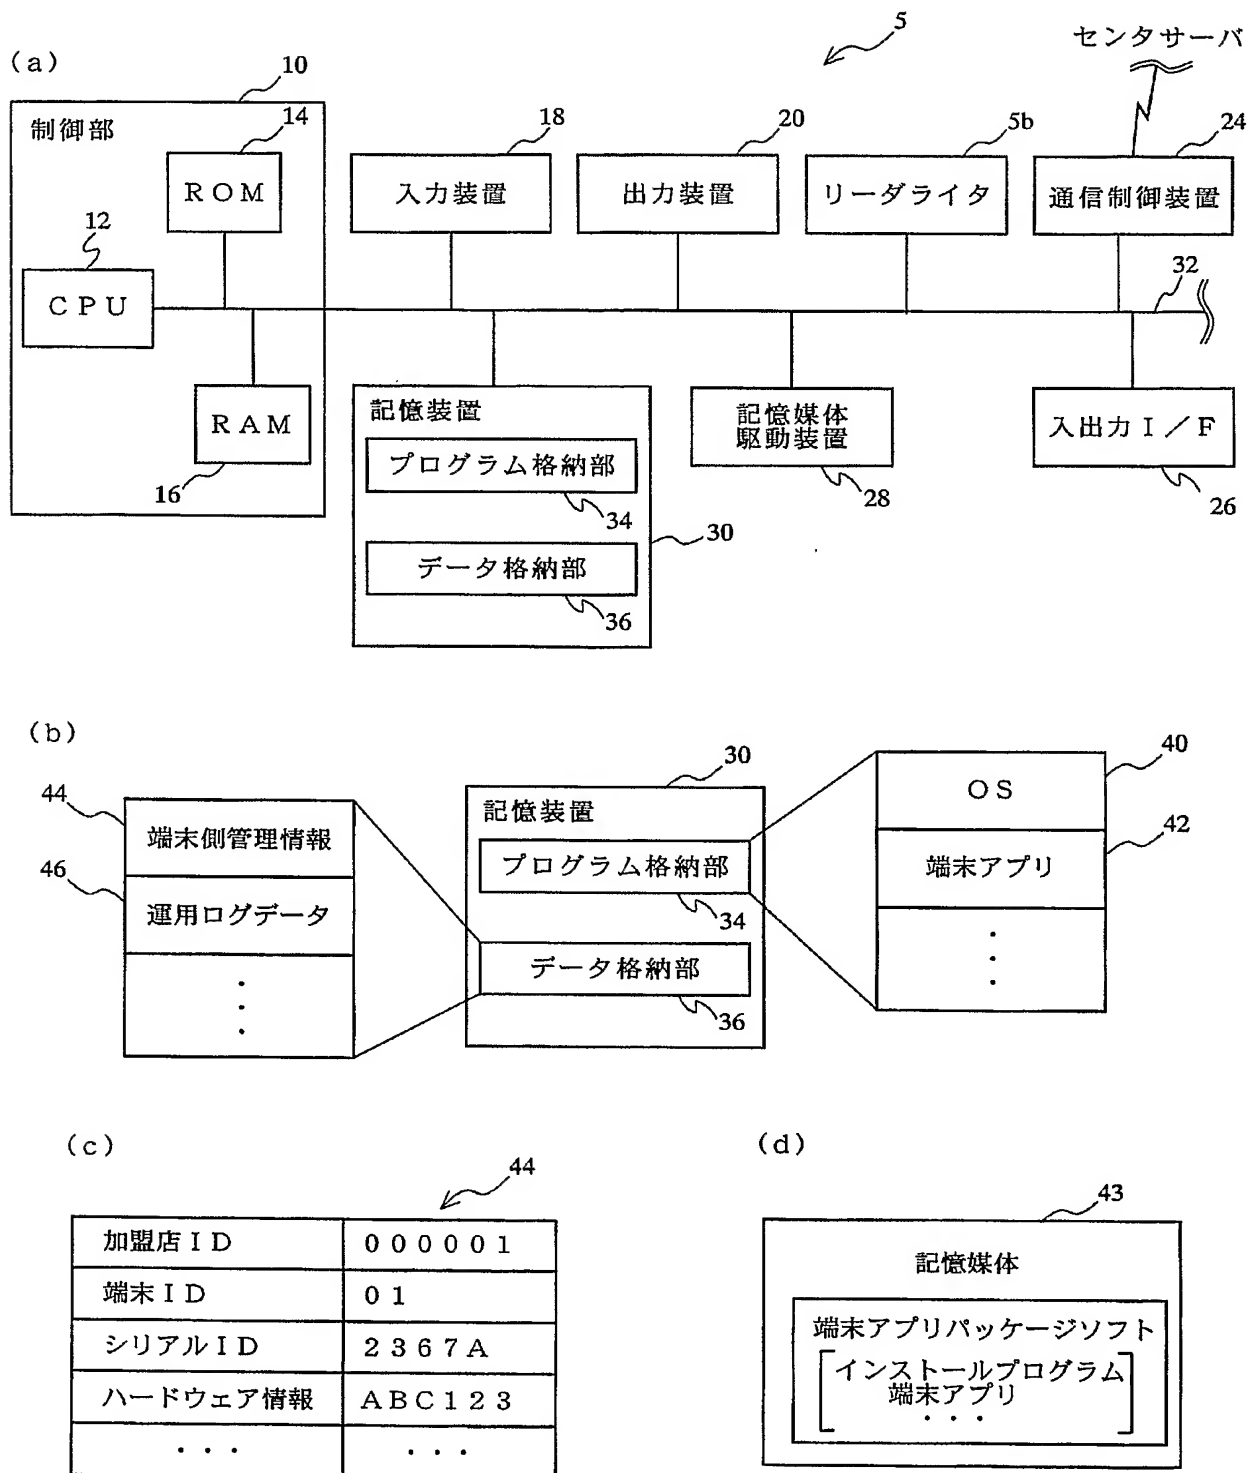 (a)
5
センタサーバ
10
制御部
14
ROM
18
20
5b
24
入力装置
出力装置
リーダライタ
通信制御装置
12
CPU
32
RAM
16
記憶装置
プログラム格納部
34
データ格納部
36
30
記憶媒体
駆動装置
28
入出力I/F
26
(b)
44
端末側管理情報
46
運用ログデータ
・
・
・
30
記憶装置
プログラム格納部
34
データ格納部
36
40
OS
42
端末アプリ
・
・
・
(c)
44
加盟店ID 000001
端末ID 01
シリアルID 2367A
ハードウェア情報 ABC123
・・・ ・・・
(d)
43
記憶媒体
端末アプリパッケージソフト
インストールプログラム
端末アプリ
・・・